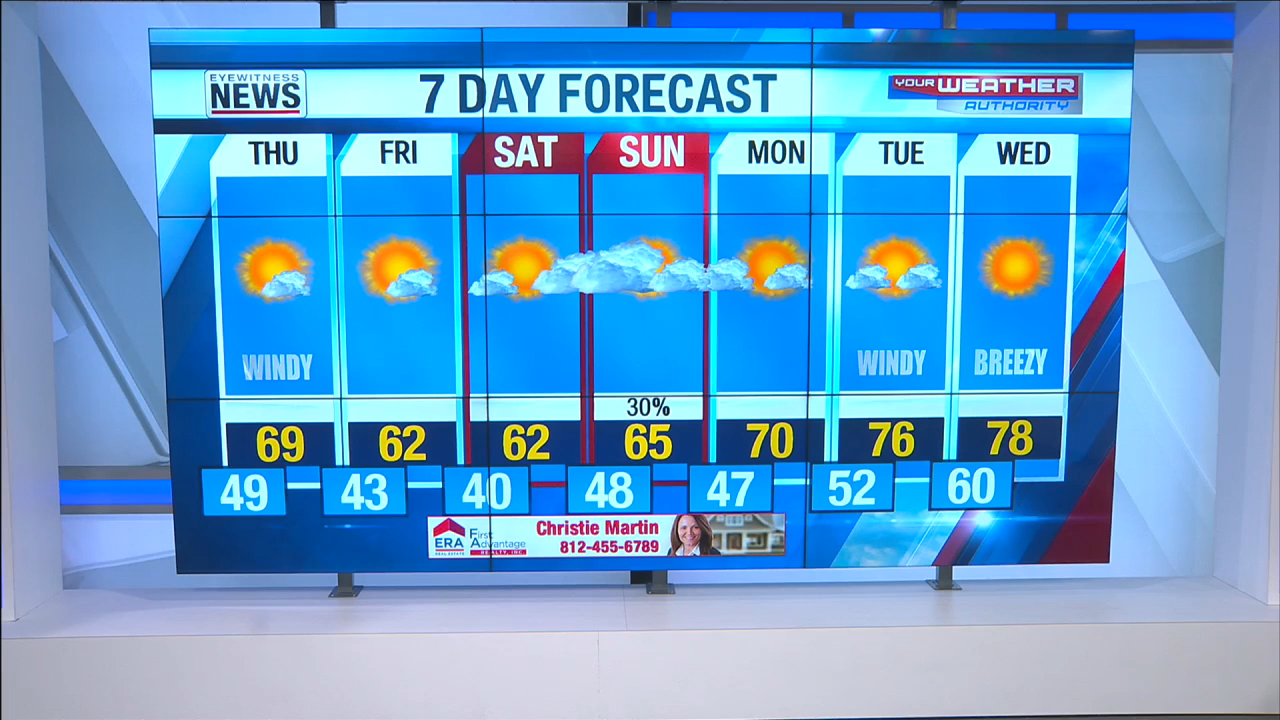 EYEWITNESS
NEWS
7 DAY FORECAST
YOUR WEATHER
AUTHORITY
THU FRI SAT SUN MON TUE WED
WINDY WINDY BREEZY
30%
69 62 62 65 70 76 78
49 43 40 48 47 52 60
ERA
REAL ESTATE
First
Advantage
REALTY, INC.
Christie Martin
812-455-6789